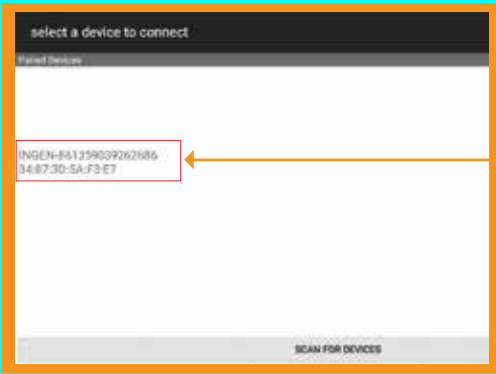 select a device to connect
Paired Devices
INGEN-861359039262686
34:87:3D:5A:F3:E7
SCAN FOR DEVICES